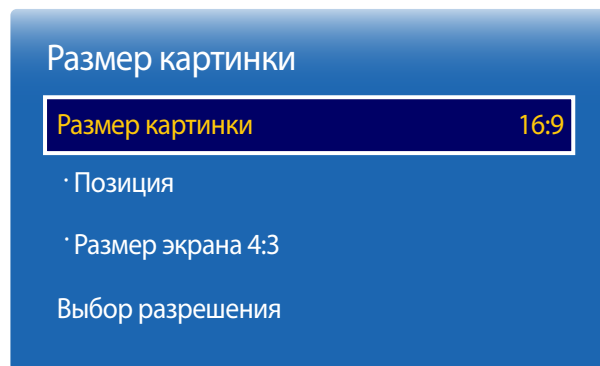 Размер картинки
Размер картинки 16:9
· Позиция
· Размер экрана 4:3
Выбор разрешения